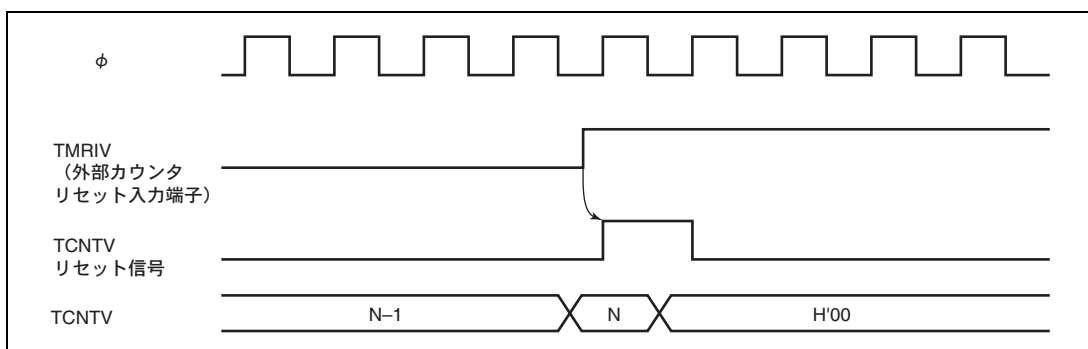 φ
TMRIV
（外部カウンタ
リセット入力端子）
TCNTV
リセット信号
TCNTV
N–1
N
H'00